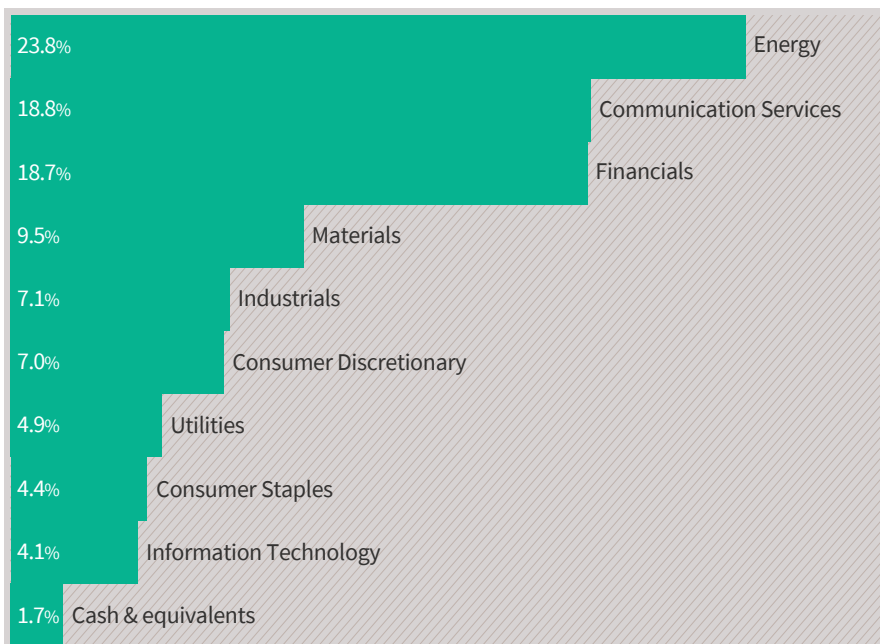 23.8% Energy
18.8% Communication Services
18.7% Financials
9.5% Materials
7.1% Industrials
7.0% Consumer Discretionary
4.9% Utilities
4.4% Consumer Staples
4.1% Information Technology
1.7% Cash & equivalents